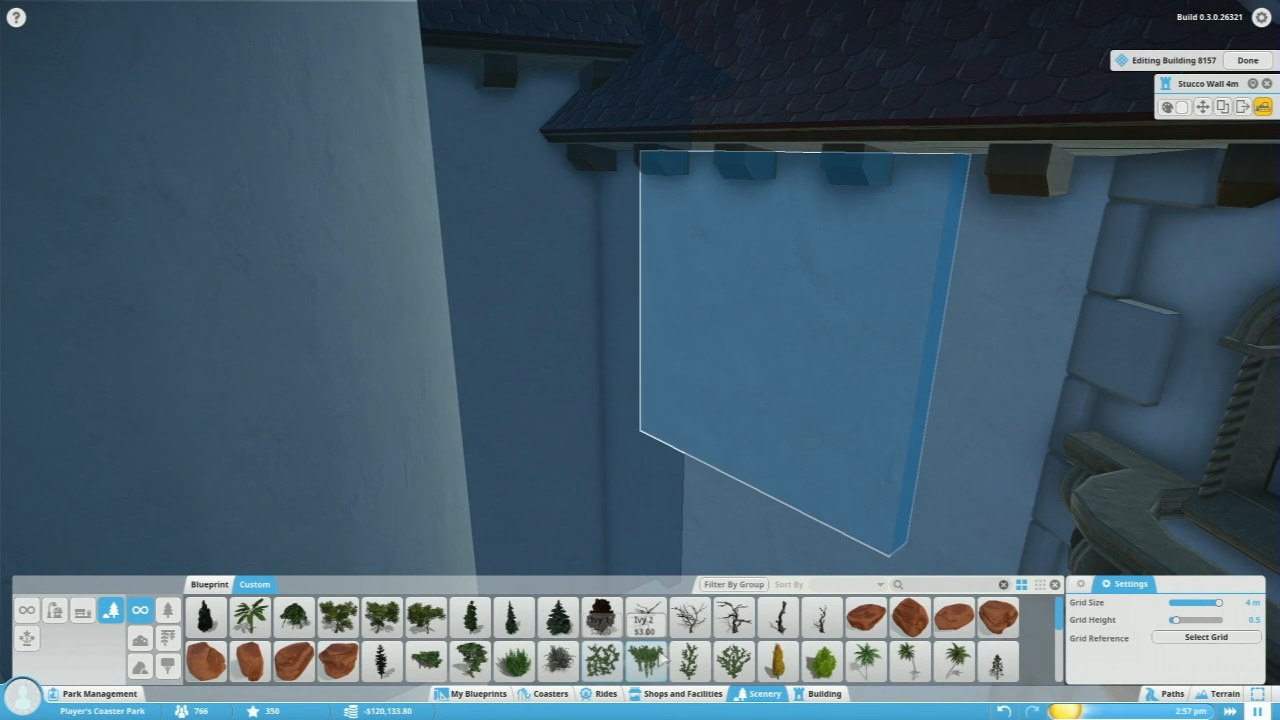 ?
Build 0.3.0.26321
Editing Building 8157
Done
Stucco Wall 4m
Blueprint
Custom
Filter By Group
Sort By
Settings
Ivy 1
Ivy 2
$3.00
Grid Size
4 m
Grid Height
0.5
Grid Reference
Select Grid
Park Management
My Blueprints
Coasters
Rides
Shops and Facilities
Scenery
Building
Paths
Terrain
Player's Coaster Park
766
350
-$120,133.80
2:57 pm